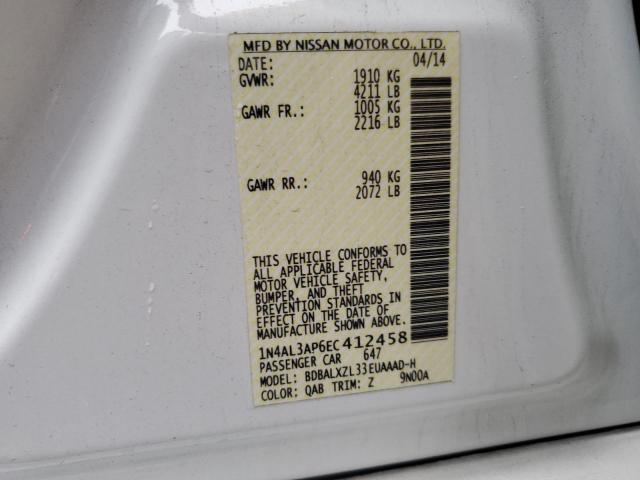 MFD BY NISSAN MOTOR CO., LTD.
DATE: 04/14
GVWR: 1910 KG
4211 LB
GAWR FR.: 1005 KG
2216 LB
GAWR RR.: 940 KG
2072 LB
THIS VEHICLE CONFORMS TO
ALL APPLICABLE FEDERAL
MOTOR VEHICLE SAFETY,
BUMPER, AND THEFT
PREVENTION STANDARDS IN
EFFECT ON THE DATE OF
MANUFACTURE SHOWN ABOVE.
1N4AL3AP6EC412458
PASSENGER CAR 647
MODEL: BDBALXZL33EUAAAD-H
COLOR: QAB TRIM: Z 9N00A